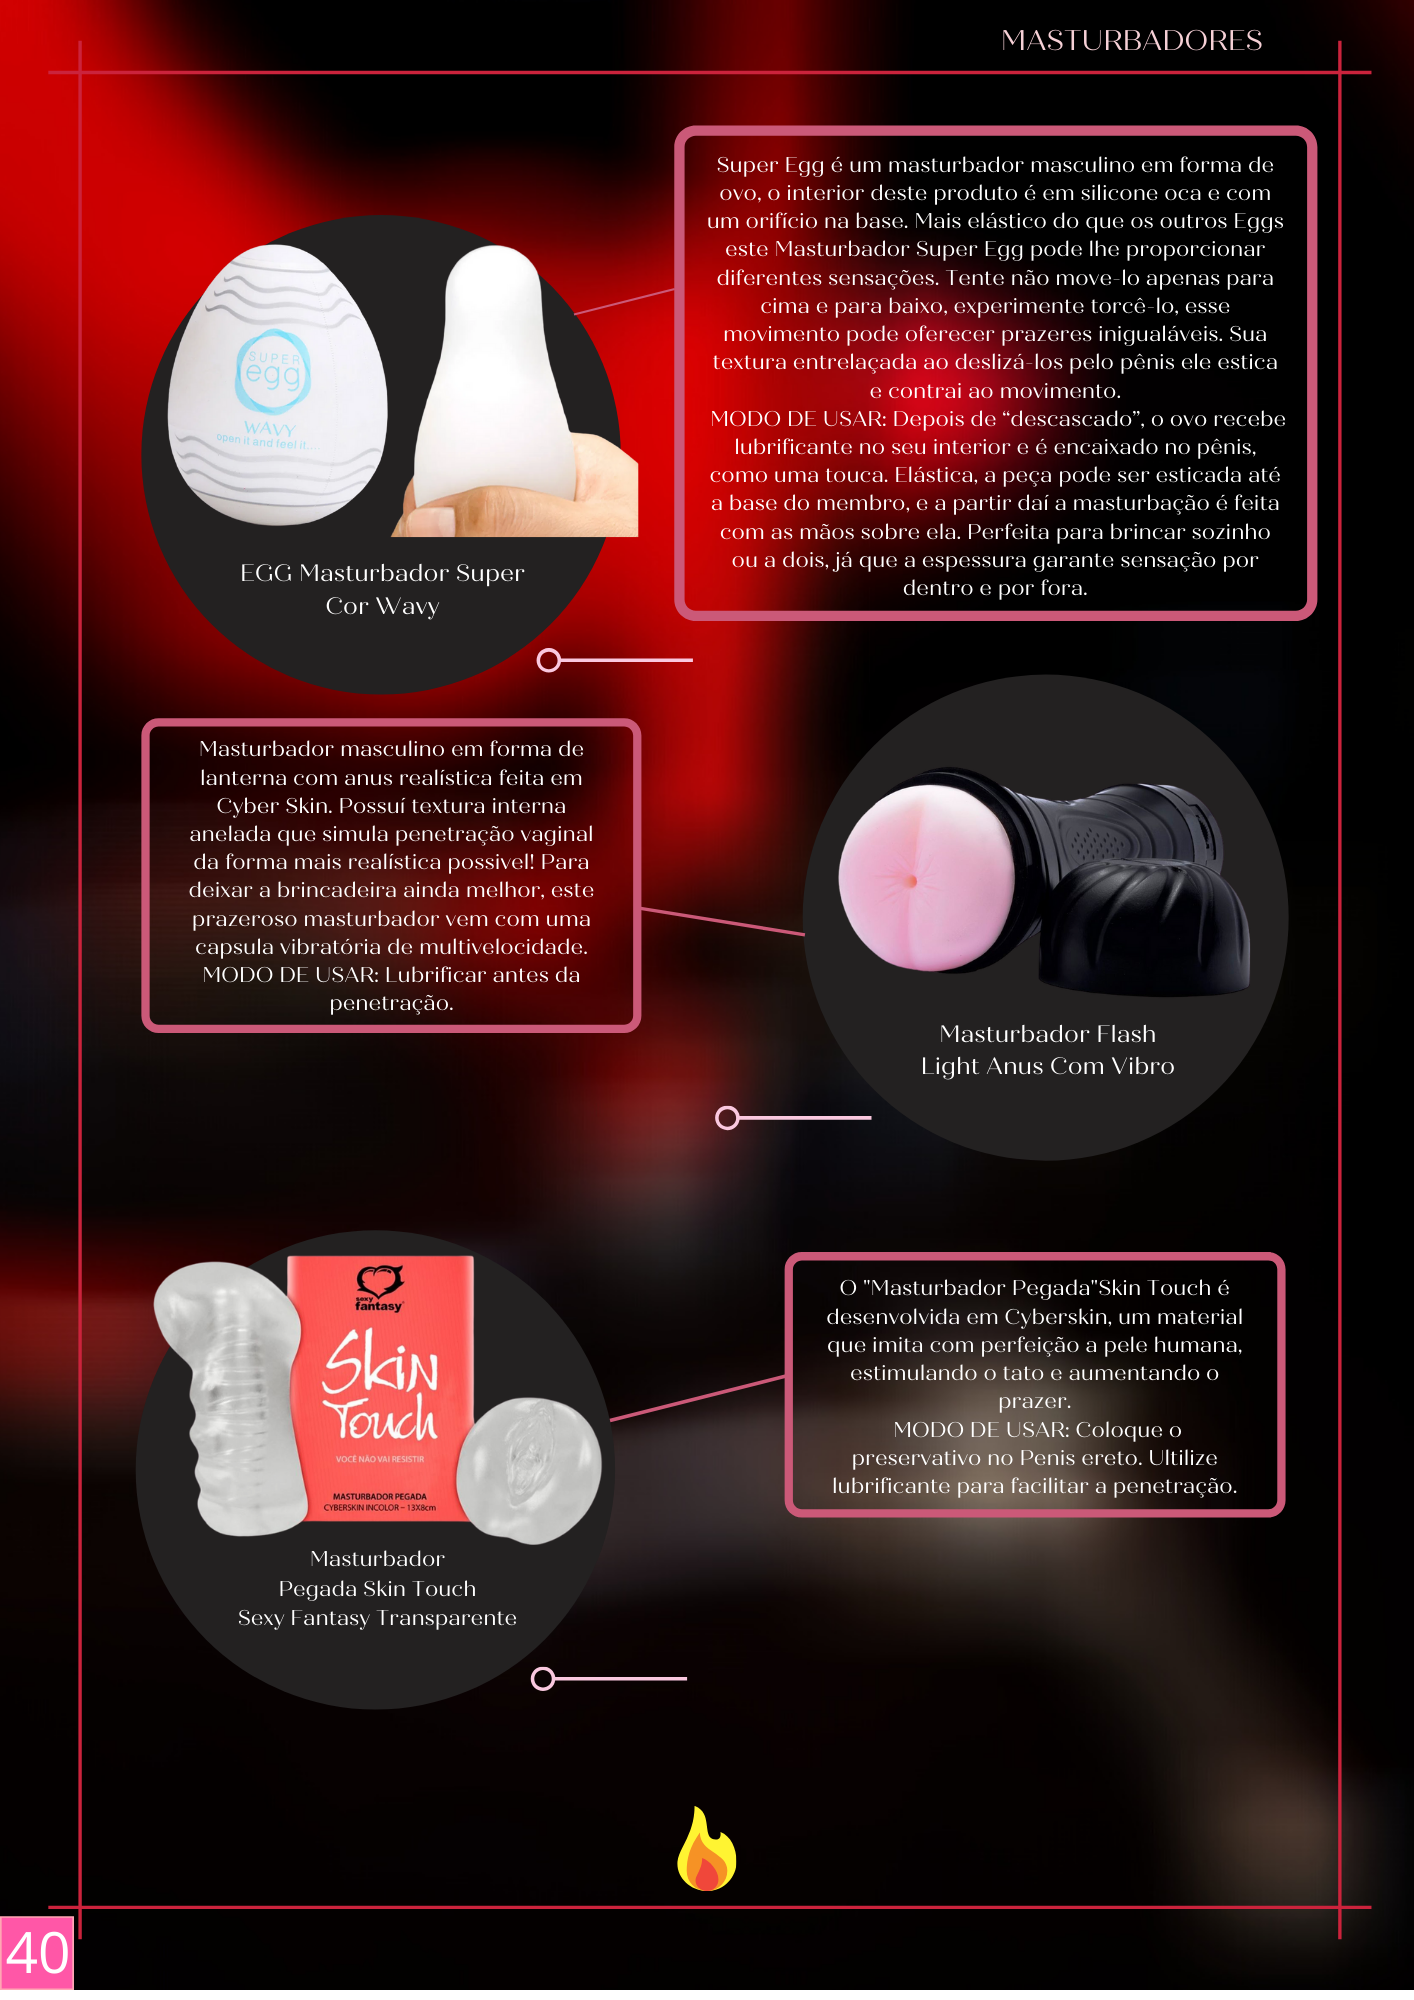 MASTURBADORES
Super Egg é um masturbador masculino em forma de
ovo, o interior deste produto é em silicone oca e com
um orifício na base. Mais elástico do que os outros Eggs
este Masturbador Super Egg pode lhe proporcionar
diferentes sensações. Tente não move-lo apenas para
cima e para baixo, experimente torcê-lo, esse
movimento pode oferecer prazeres inigualáveis. Sua
textura entrelaçada ao deslizá-los pelo pênis ele estica
e contrai ao movimento.
MODO DE USAR: Depois de “descascado”, o ovo recebe
lubrificante no seu interior e é encaixado no pênis,
como uma touca. Elástica, a peça pode ser esticada até
a base do membro, e a partir daí a masturbação é feita
com as mãos sobre ela. Perfeita para brincar sozinho
ou a dois, já que a espessura garante sensação por
dentro e por fora.
SUPER
egg
WAVY
open it and feel it....
EGG Masturbador Super
Cor Wavy
Masturbador masculino em forma de
lanterna com anus realística feita em
Cyber Skin. Possuí textura interna
anelada que simula penetração vaginal
da forma mais realística possivel! Para
deixar a brincadeira ainda melhor, este
prazeroso masturbador vem com uma
capsula vibratória de multivelocidade.
MODO DE USAR: Lubrificar antes da
penetração.
Masturbador Flash
Light Anus Com Vibro
sexy
fantasy
Skin
Touch
VOCÊ NÃO VAI RESISTIR
MASTURBADOR PEGADA
CYBERSKIN INCOLOR – 13X8cm
Masturbador
Pegada Skin Touch
Sexy Fantasy Transparente
O "Masturbador Pegada"Skin Touch é
desenvolvida em Cyberskin, um material
que imita com perfeição a pele humana,
estimulando o tato e aumentando o
prazer.
MODO DE USAR: Coloque o
preservativo no Penis ereto. Ultilize
lubrificante para facilitar a penetração.
40